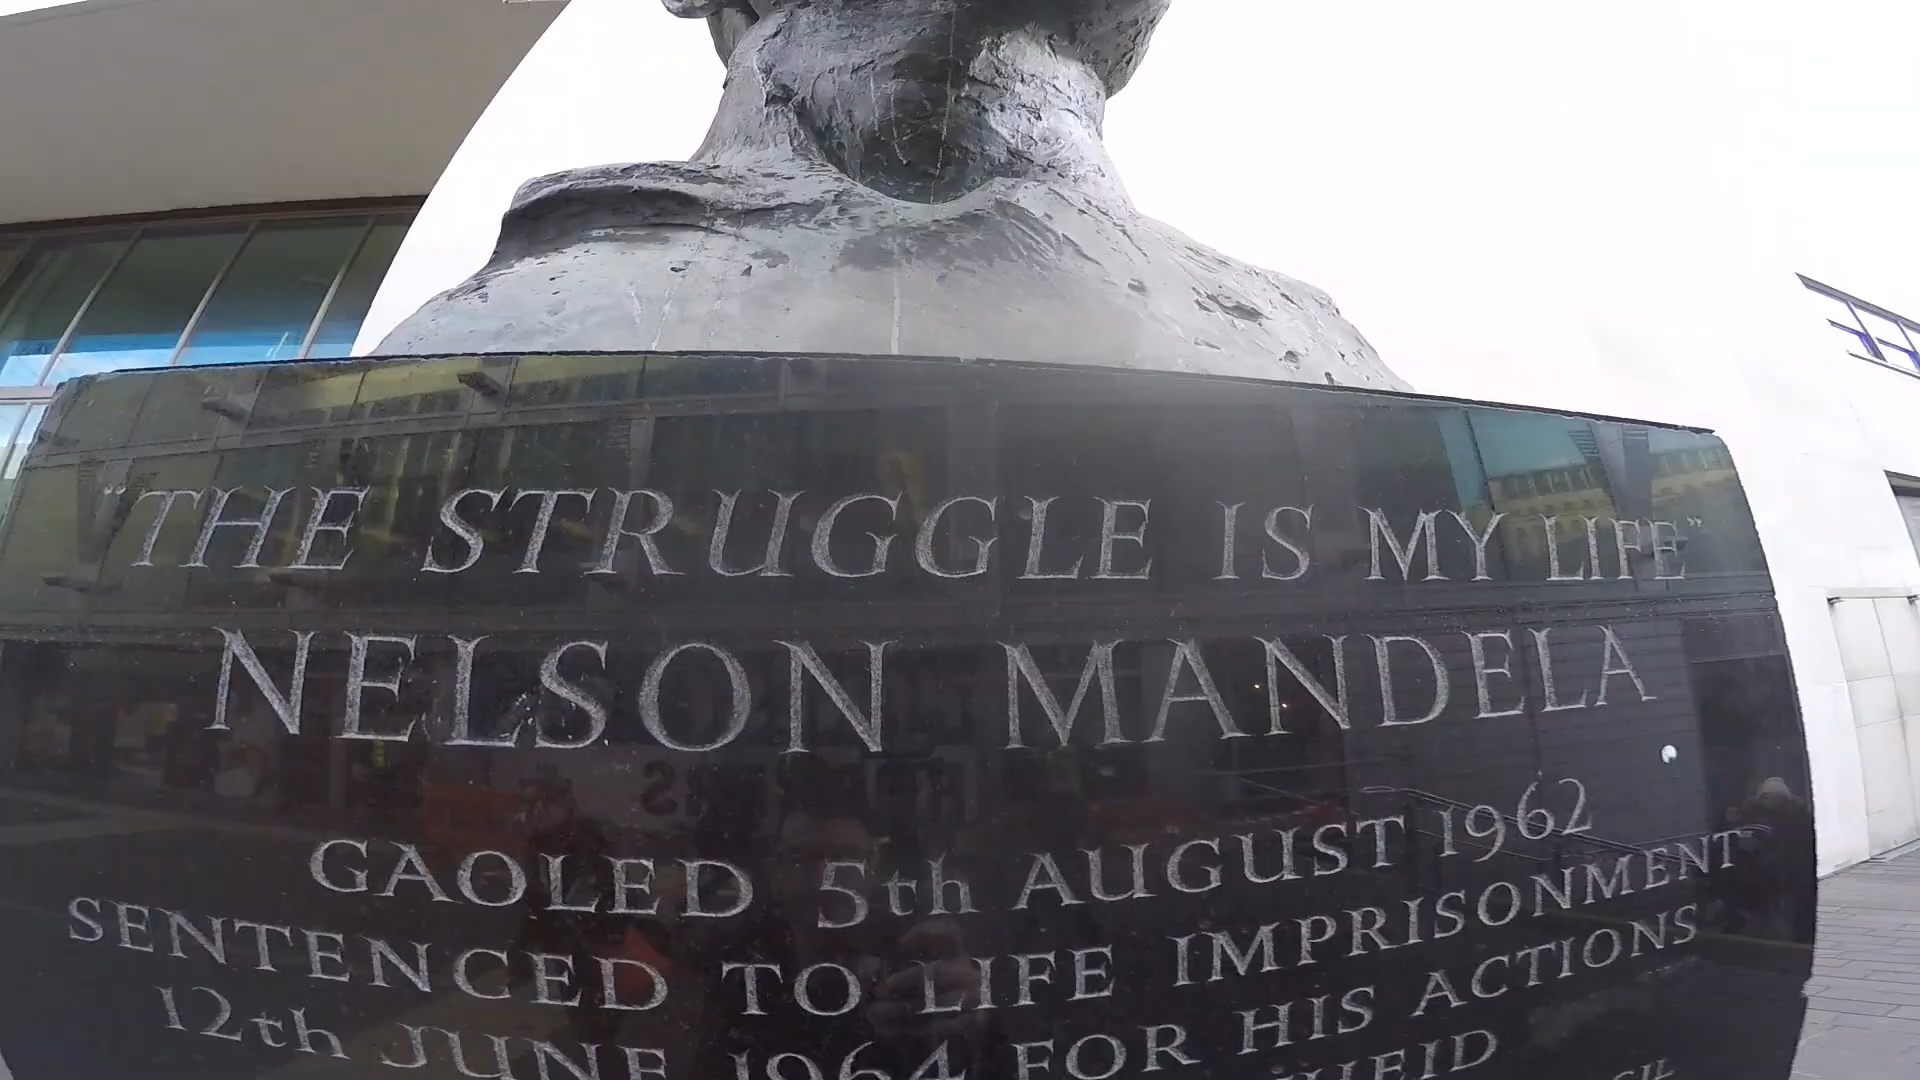 "THE STRUGGLE IS MY LIFE"
NELSON MANDELA
GAOLED 5th AUGUST 1962
SENTENCED TO LIFE IMPRISONMENT
12th JUNE 1964 FOR HIS ACTIONS